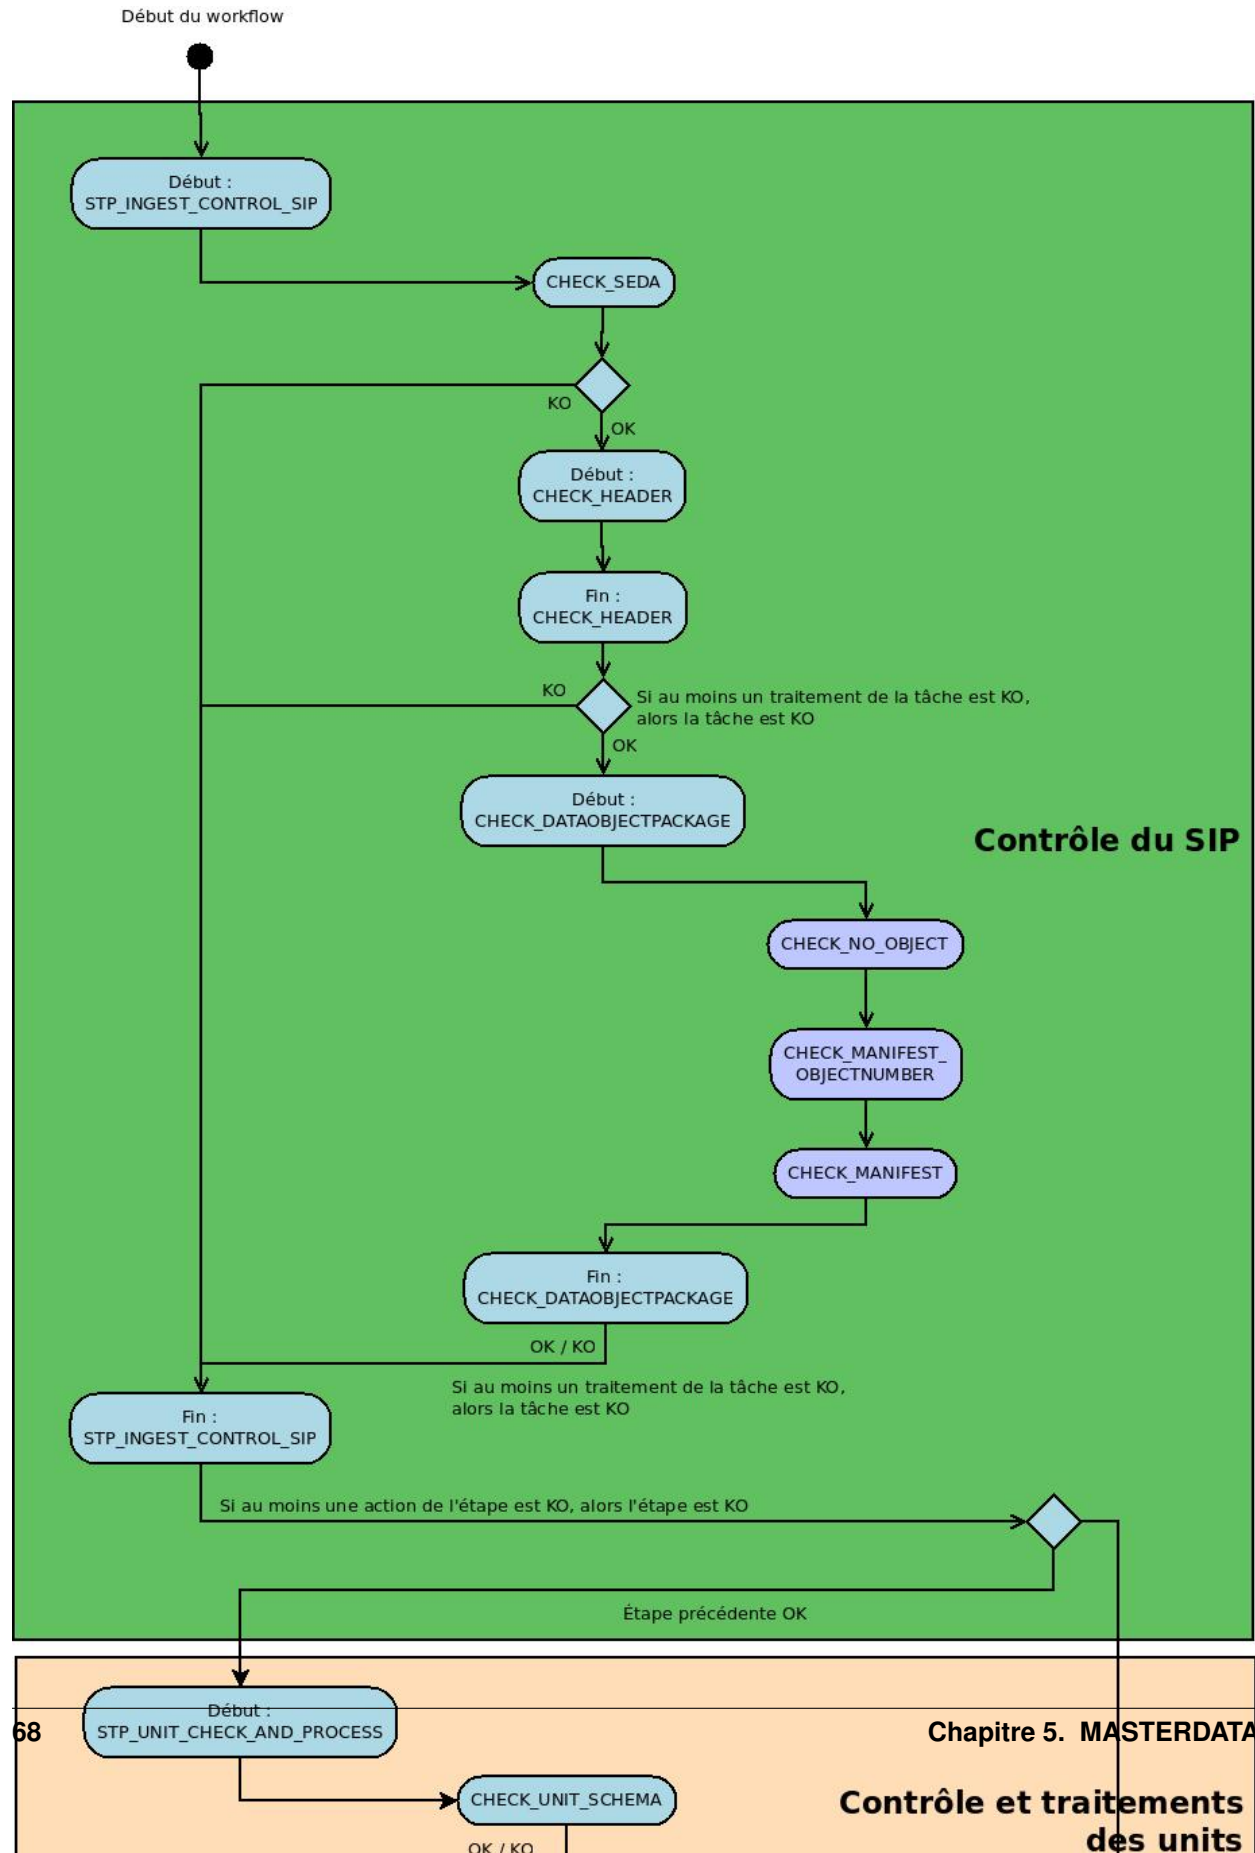 Début du workflow
Début :
STP_INGEST_CONTROL_SIP
CHECK_SEDA
KO
OK
Début :
CHECK_HEADER
Fin :
CHECK_HEADER
KO
Si au moins un traitement de la tâche est KO,
alors la tâche est KO
OK
Début :
CHECK_DATAOBJECTPACKAGE
Contrôle du SIP
CHECK_NO_OBJECT
CHECK_MANIFEST_
OBJECTNUMBER
CHECK_MANIFEST
Fin :
CHECK_DATAOBJECTPACKAGE
OK / KO
Si au moins un traitement de la tâche est KO,
alors la tâche est KO
Fin :
STP_INGEST_CONTROL_SIP
Si au moins une action de l'étape est KO, alors l'étape est KO
Étape précédente OK
Début :
STP_UNIT_CHECK_AND_PROCESS
68
Chapitre 5. MASTERDATA
CHECK_UNIT_SCHEMA
Contrôle et traitements
des units
OK / KO